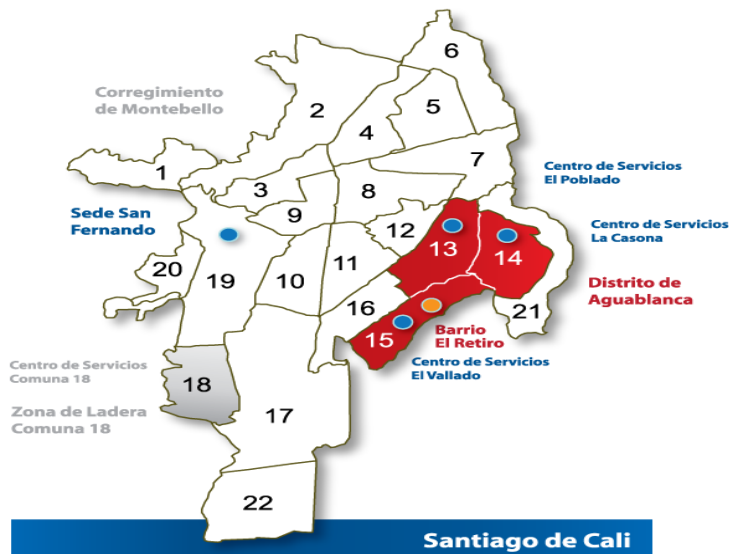 6
Corregimiento
de Montebello
2
5
4
7
1
Centro de Servicios
El Poblado
3
8
9
Sede San
Fernando
12
Centro de Servicios
La Casona
13
14
20
19
10
11
Distrito de
Aguablanca
16
21
15
Barrio
El Retiro
Centro de Servicios
El Vallado
Centro de Servicios
Comuna 18
18
Zona de Ladera
Comuna 18
17
22
Santiago de Cali